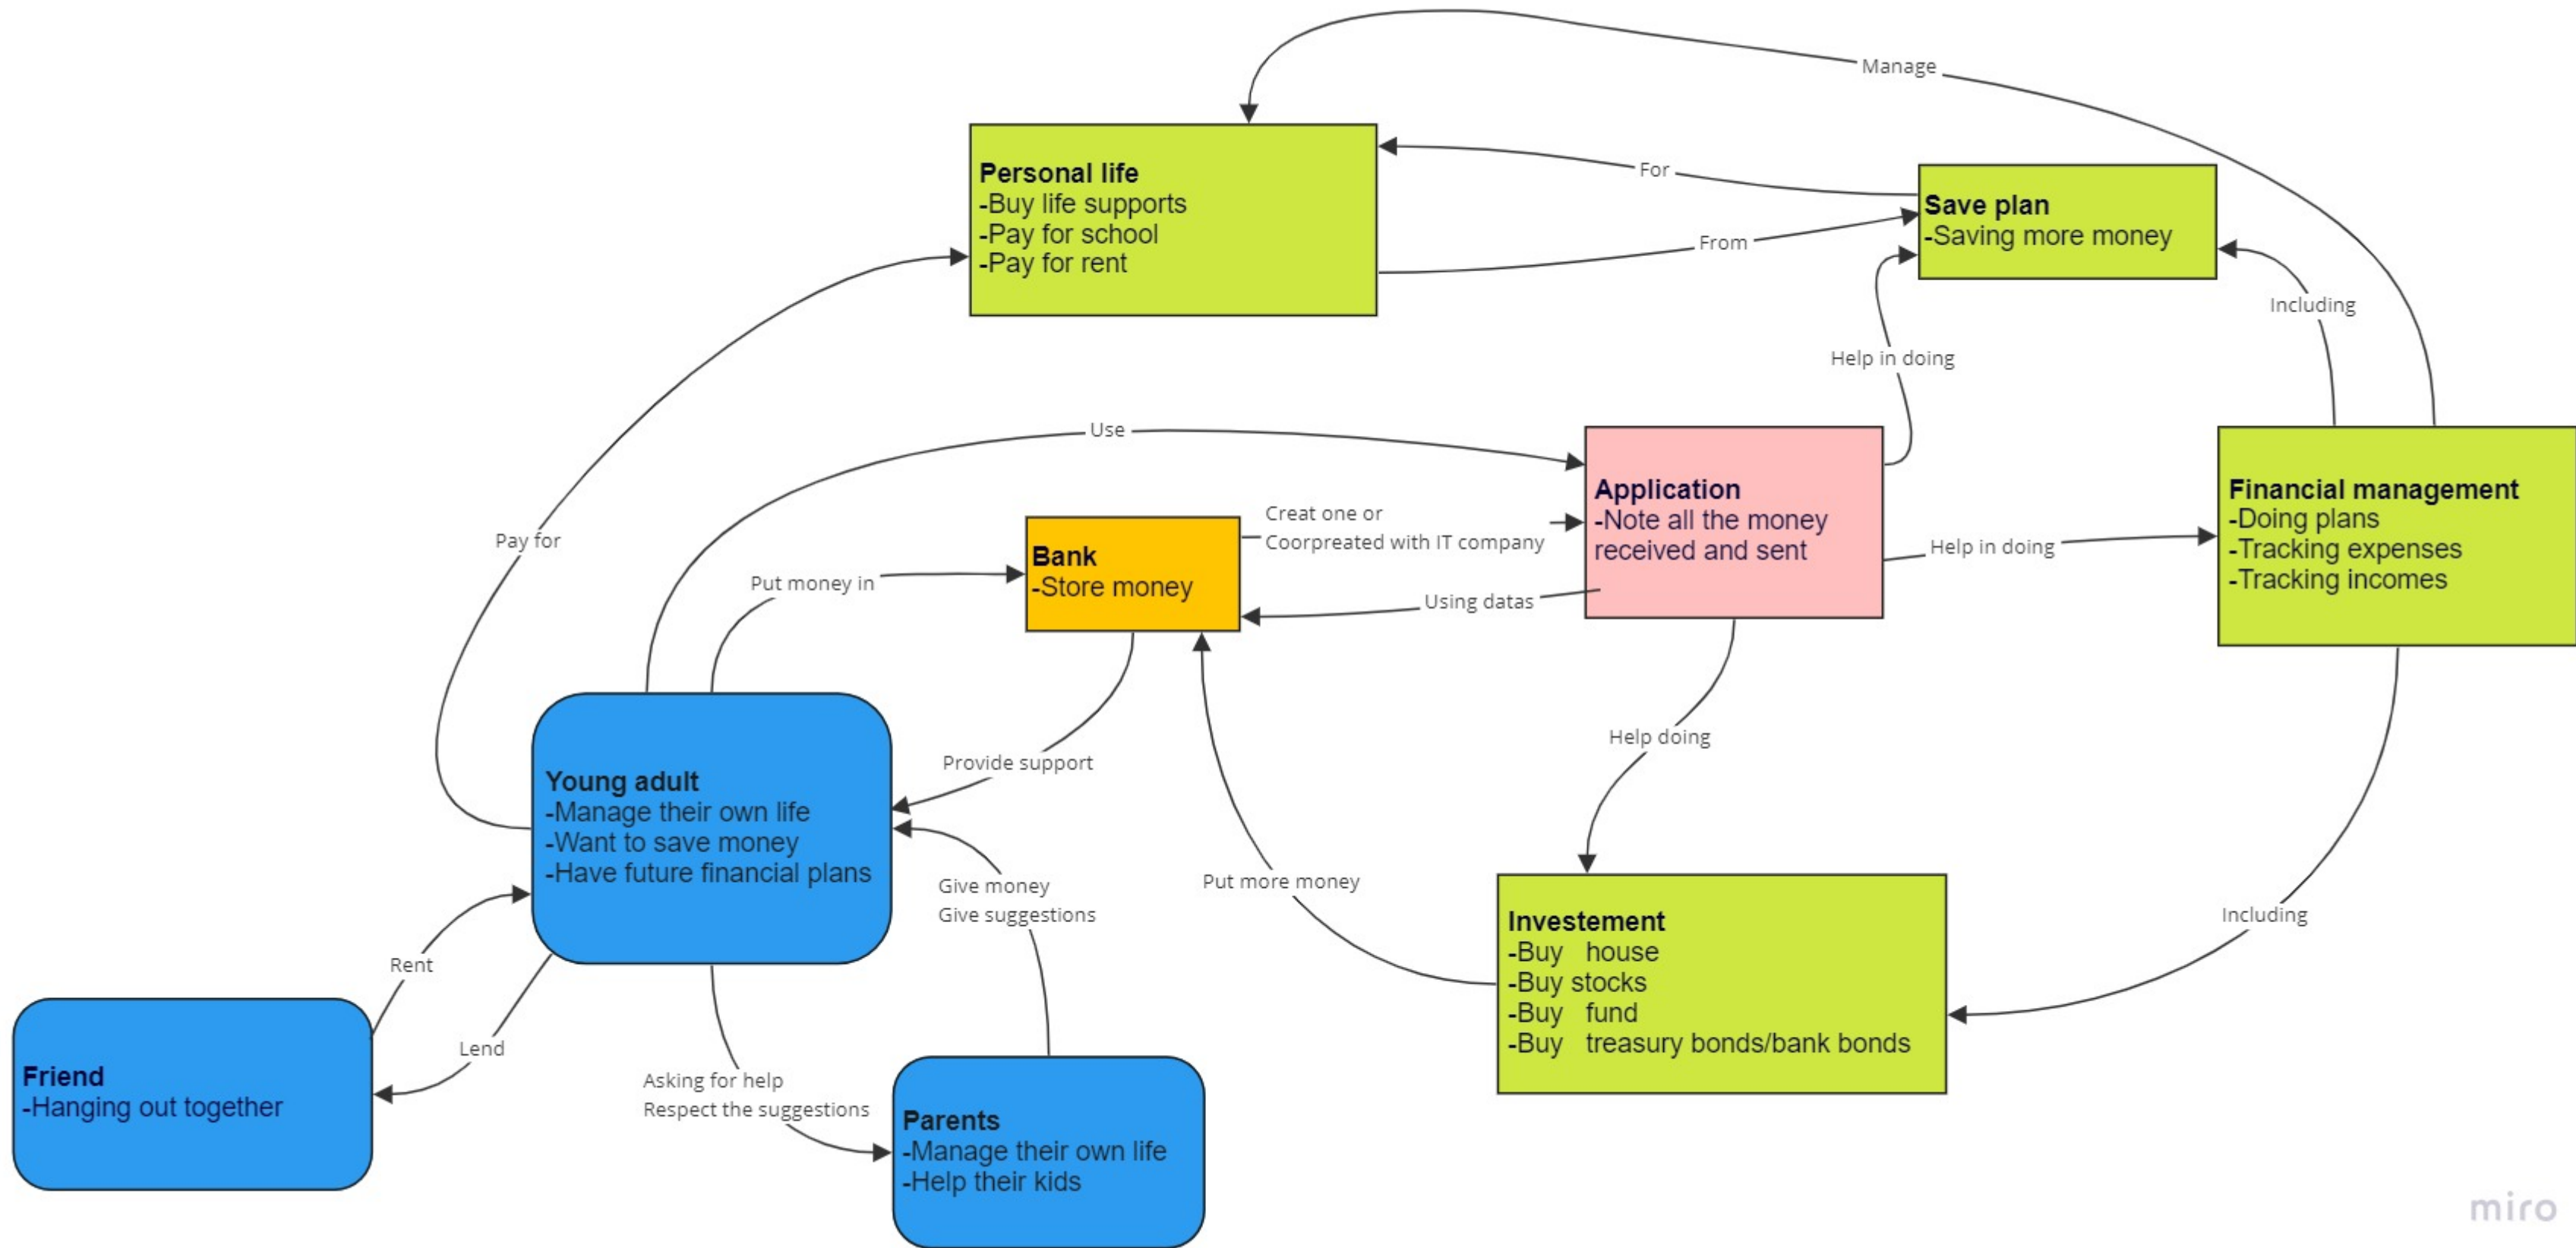 Manage
Personal life
-Buy life supports
-Pay for school
-Pay for rent
For
From
Save plan
-Saving more money
Including
Help in doing
Use
Pay for
Put money in
Bank
-Store money
Creat one or
Coorpreated with IT company
Using datas
Application
-Note all the money
received and sent
Help in doing
Financial management
-Doing plans
-Tracking expenses
-Tracking incomes
Provide support
Help doing
Young adult
-Manage their own life
-Want to save money
-Have future financial plans
Give money
Give suggestions
Put more money
Investement
-Buy   house
-Buy stocks
-Buy   fund
-Buy   treasury bonds/bank bonds
Including
Rent
Lend
Friend
-Hanging out together
Asking for help
Respect the suggestions
Parents
-Manage their own life
-Help their kids
miro